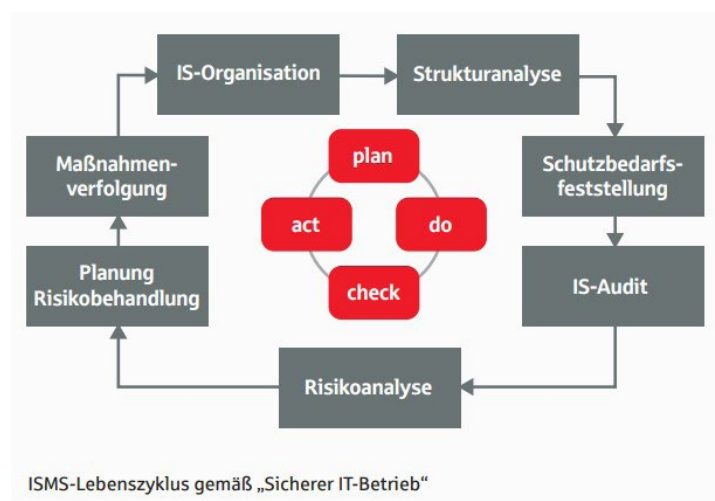 IS-Organisation
Strukturanalyse
Schutzbedarfs-
feststellung
IS-Audit
Risikoanalyse
Planung
Risikobehandlung
Maßnahmen-
verfolgung
plan
do
check
act
ISMS-Lebenszyklus gemäß „Sicherer IT-Betrieb“